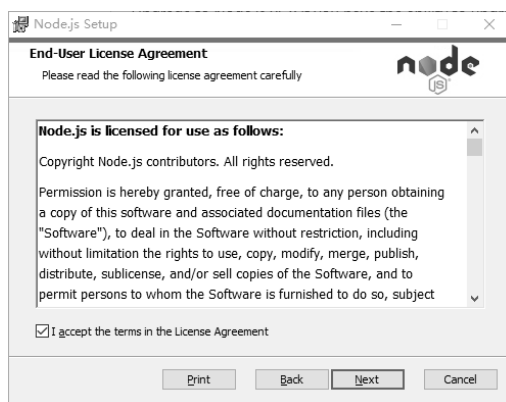 Node.js Setup
End-User License Agreement
Please read the following license agreement carefully
node
JS
Node.js is licensed for use as follows:
Copyright Node.js contributors. All rights reserved.
Permission is hereby granted, free of charge, to any person obtaining
a copy of this software and associated documentation files (the
"Software"), to deal in the Software without restriction, including
without limitation the rights to use, copy, modify, merge, publish,
distribute, sublicense, and/or sell copies of the Software, and to
permit persons to whom the Software is furnished to do so, subject
I accept the terms in the License Agreement
Print Back Next Cancel